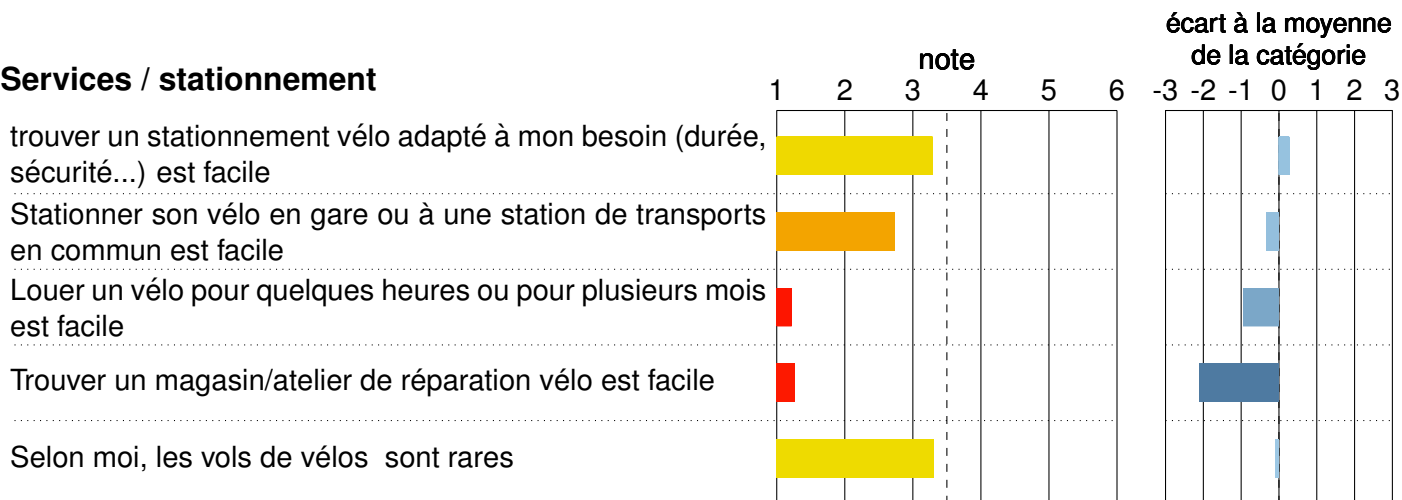 écart à la moyenne
note
de la catégorie
Services / stationnement
1 2 3 4 5 6
-3 -2 -1 0 1 2 3
trouver un stationnement vélo adapté à mon besoin (durée,
sécurité...) est facile
Stationner son vélo en gare ou à une station de transports
en commun est facile
Louer un vélo pour quelques heures ou pour plusieurs mois
est facile
Trouver un magasin/atelier de réparation vélo est facile
Selon moi, les vols de vélos sont rares